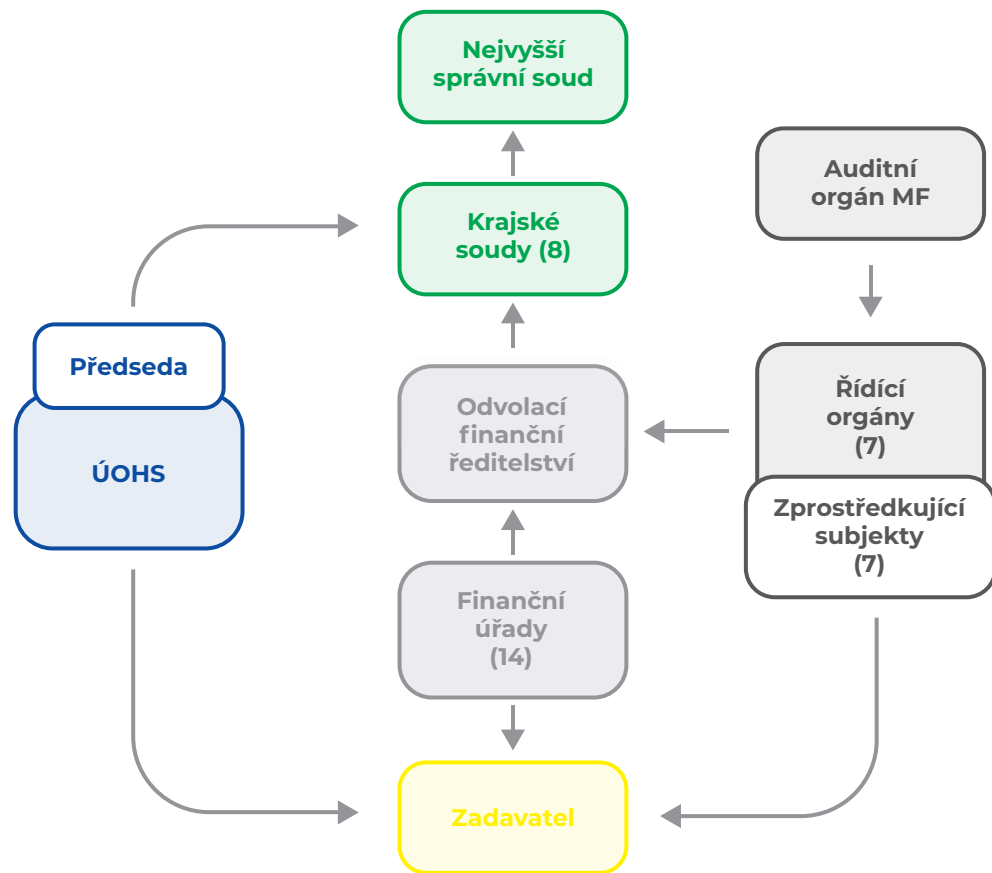 Nejvyšší
správní soud
Auditní
orgán MF
Krajské
soudy (8)
Předseda
ÚOHS
Odvolací
finanční
ředitelství
Řídící
orgány
(7)
Zprostředkující
subjekty
(7)
Finanční
úřady
(14)
Zadavatel